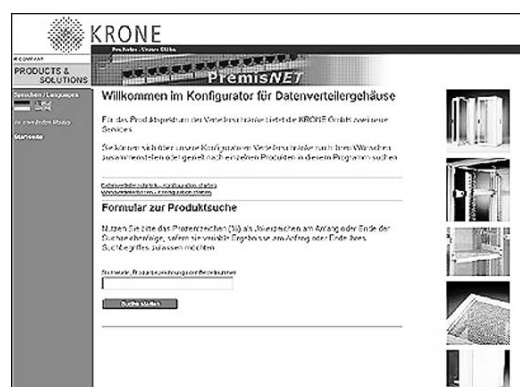 KRONE
PRODUCTS &
SOLUTIONS
PremisNET
Sprachen / Languages
Startseite
Willkommen im Konfigurator für Datenverteilergehäuse
Für das Produktspektrum der Verteilerschränke bietet die KRONE GmbH zwei neue
Services.
Sie können sich über unsere Konfiguratoren Verteilerschränke nach Ihren Wünschen
zusammenstellen oder gezielt nach einzelnen Produkten in diesem Programm suchen.
Formular zur Produktsuche
Nutzen Sie bitte das Prozentzeichen (%) als Jokerzeichen am Anfang oder Ende der
Suchreihenfolge, sofern sie variable Ergebnisse am Anfang oder Ende Ihres
Suchbegriffes zulassen möchten.
Suche starten